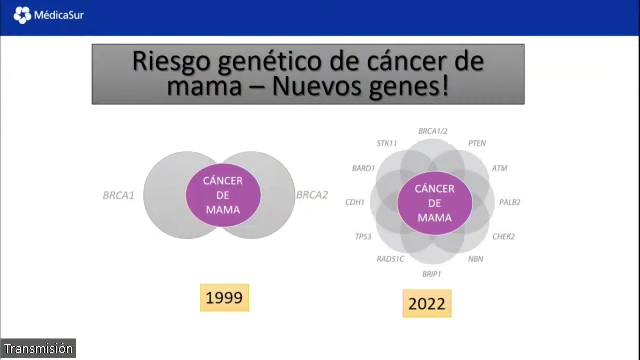 MédicaSur
Riesgo genético de cáncer de
mama – Nuevos genes!
BRCA1
CÁNCER
DE
MAMA
BRCA2
1999
BRCA1/2
STK11
PTEN
BARD1
ATM
CDH1
CÁNCER
DE
MAMA
PALB2
TP53
CHEK2
RAD51C
NBN
BRIP1
2022
Transmisión